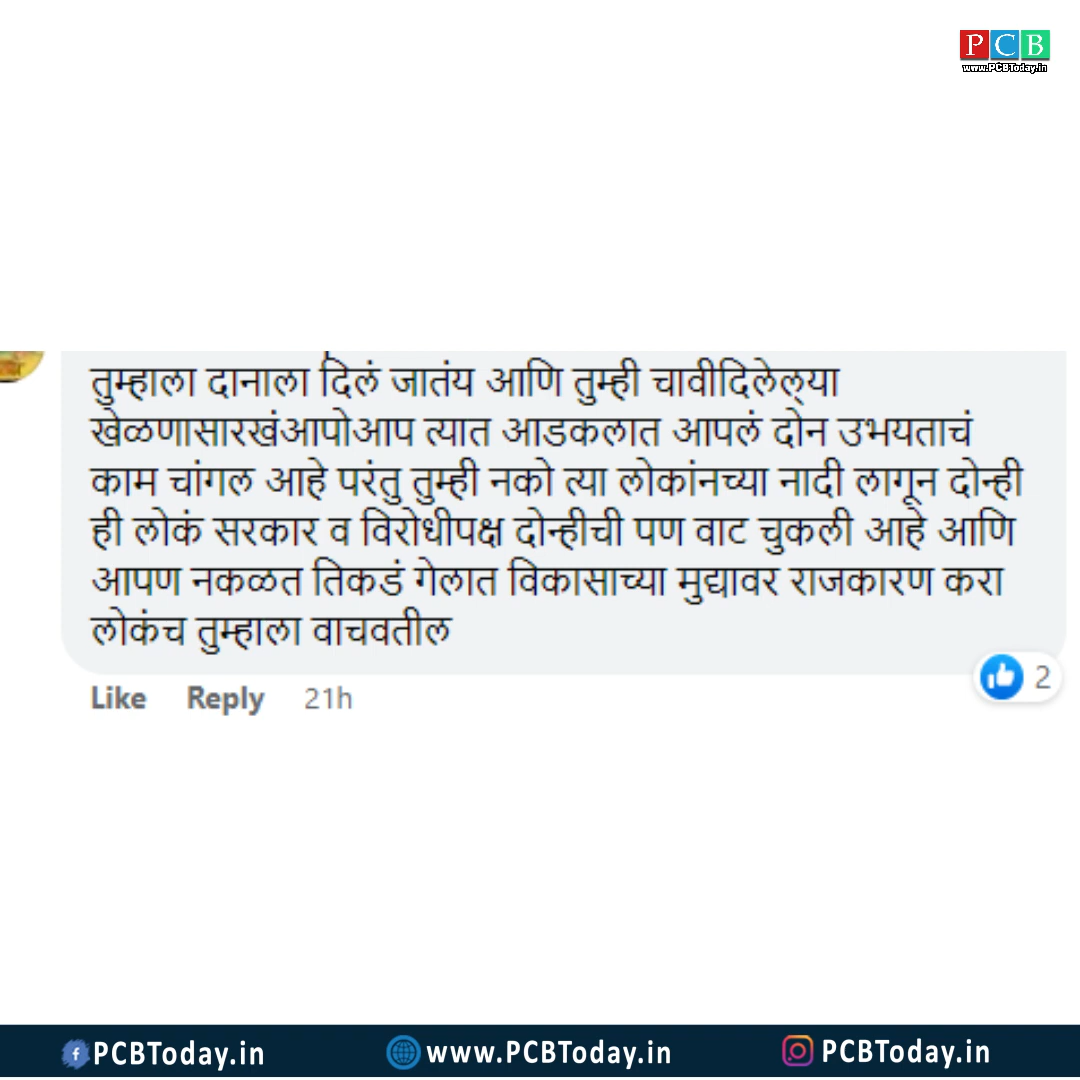 PCB
www.PCBToday.in
तुम्हाला दानाला दिलं जातंय आणि तुम्ही चावीदिलेल्‍या
खेळणासारखंआपोआप त्यात आडकलात आपलं दोन उभयताचं
काम चांगल आहे परंतु तुम्ही नको त्या लोकांनच्या नादी लागून दोन्ही
ही लोकं सरकार व विरोधीपक्ष दोन्हीची पण वाट चुकली आहे आणि
आपण नकळत तिकडं गेलात विकासाच्या मुद्यावर राजकारण करा
लोकंच तुम्हाला वाचवतील
Like Reply 21h 2
PCBToday.in www.PCBToday.in PCBToday.in